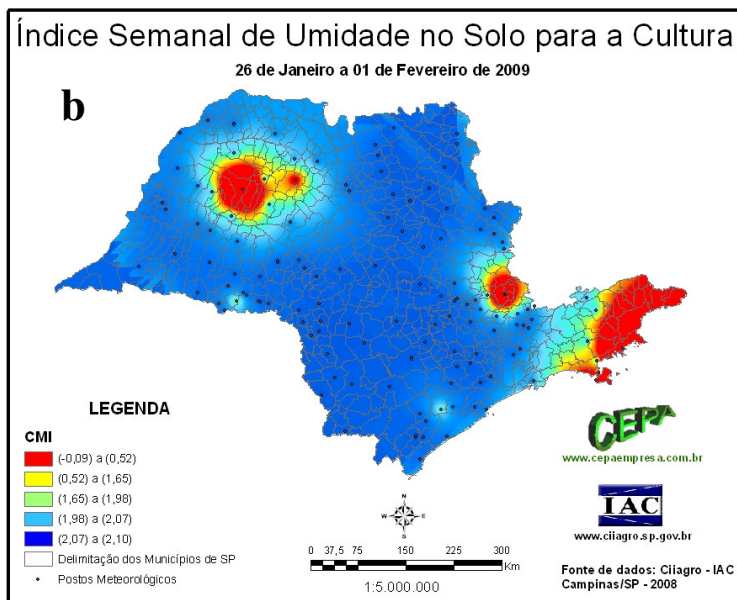 Índice Semanal de Umidade no Solo para a Cultura
26 de Janeiro a 01 de Fevereiro de 2009
b
LEGENDA
CMI
(-0,09) a (0,52)
(0,52) a (1,65)
(1,65) a (1,98)
(1,98) a (2,07)
(2,07) a (2,10)
Delimitação dos Municípios de SP
Postos Meteorológicos
N
W E
S
0 37,5 75 150 225 300
Km
1:5.000.000
CEPA
www.cepaempresa.com.br
IAC
www.ciiagro.sp.gov.br
Fonte de dados: Ciiagro - IAC
Campinas/SP - 2008